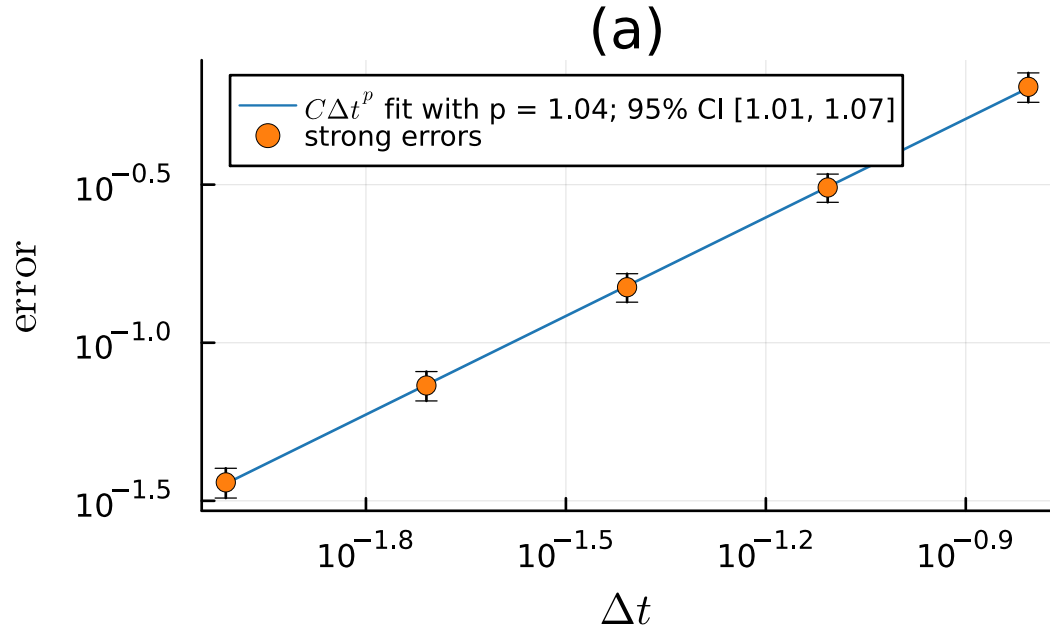 (a)
$C\Delta t^p$ fit with p = 1.04; 95% CI [1.01, 1.07]
strong errors
10^{-0.5}
10^{-1.0}
10^{-1.5}
error
10^{-1.8}
10^{-1.5}
10^{-1.2}
10^{-0.9}
Δt